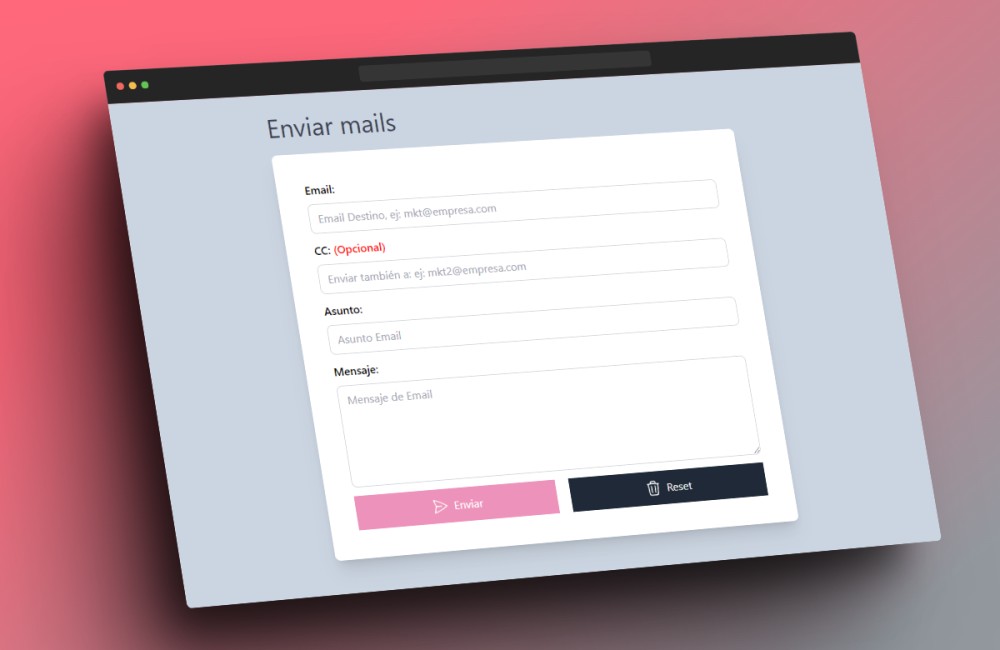 Enviar mails
Email:
Email Destino, ej: mkt@empresa.com
CC: (Opcional)
Enviar también a: ej: mkt2@empresa.com
Asunto:
Asunto Email
Mensaje:
Mensaje de Email
Enviar
Reset